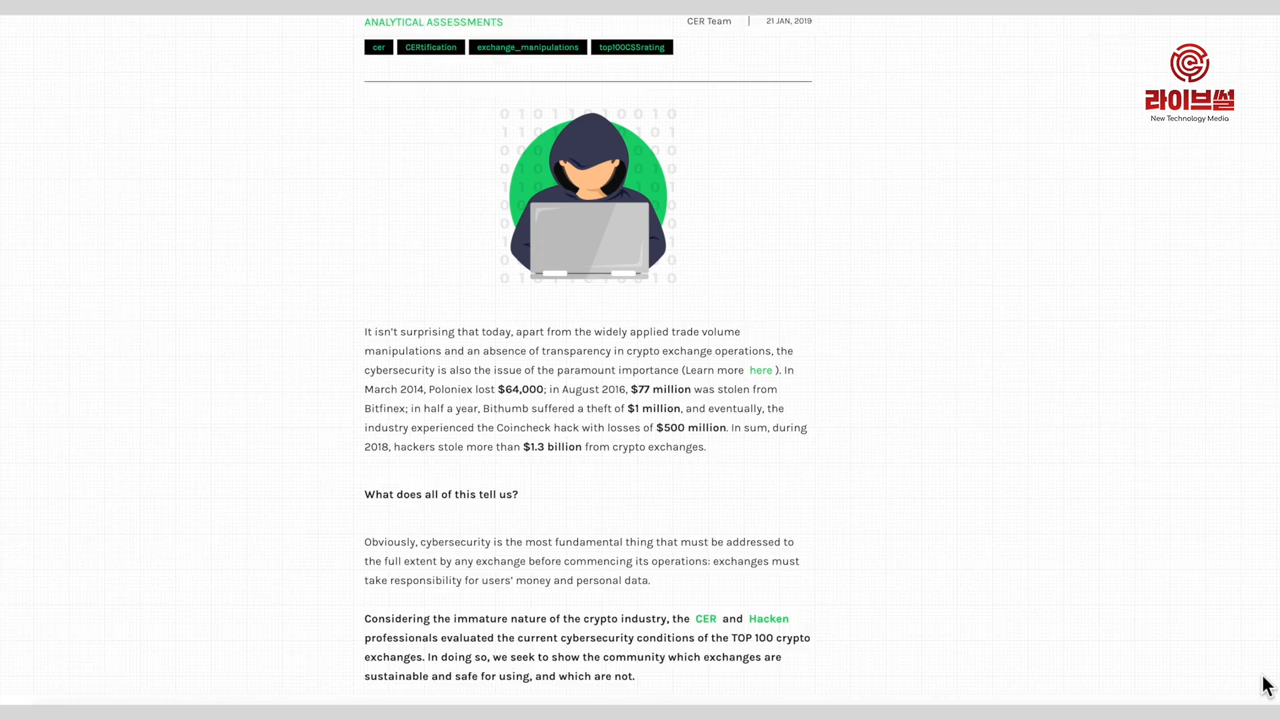 ANALYTICAL ASSESSMENTS
CER Team | 21 JAN, 2019
cer CERtification exchange_manipulations top100CSSrating
라이브썰
New Technology Media
It isn't surprising that today, apart from the widely applied trade volume
manipulations and an absence of transparency in crypto exchange operations, the
cybersecurity is also the issue of the paramount importance (Learn more here ). In
March 2014, Poloniex lost $64,000; in August 2016, $77 million was stolen from
Bitfinex; in half a year, Bithumb suffered a theft of $1 million, and eventually, the
industry experienced the Coincheck hack with losses of $500 million. In sum, during
2018, hackers stole more than $1.3 billion from crypto exchanges.
What does all of this tell us?
Obviously, cybersecurity is the most fundamental thing that must be addressed to
the full extent by any exchange before commencing its operations: exchanges must
take responsibility for users' money and personal data.
Considering the immature nature of the crypto industry, the CER and Hacken
professionals evaluated the current cybersecurity conditions of the TOP 100 crypto
exchanges. In doing so, we seek to show the community which exchanges are
sustainable and safe for using, and which are not.